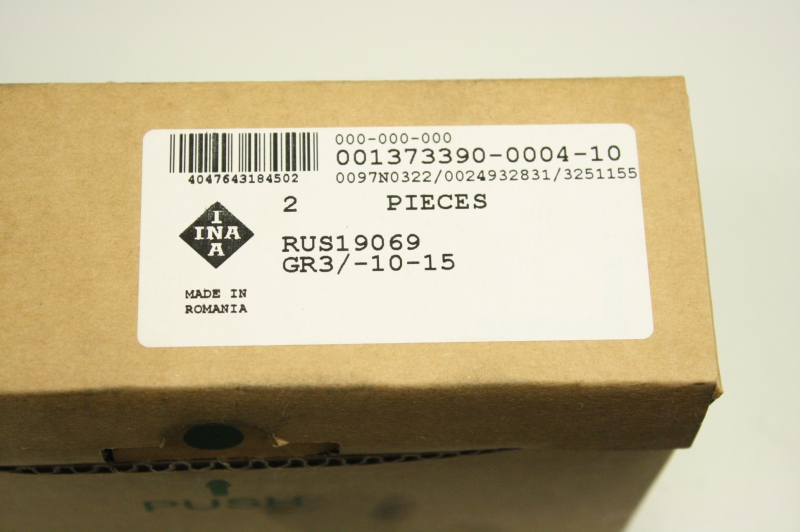 000-000-000
001373390-0004-10
4047643184502
0097N0322/0024932831/3251155
2 PIECES
INA
INA
RUS19069
GR3/-10-15
MADE IN
ROMANIA
PUSH